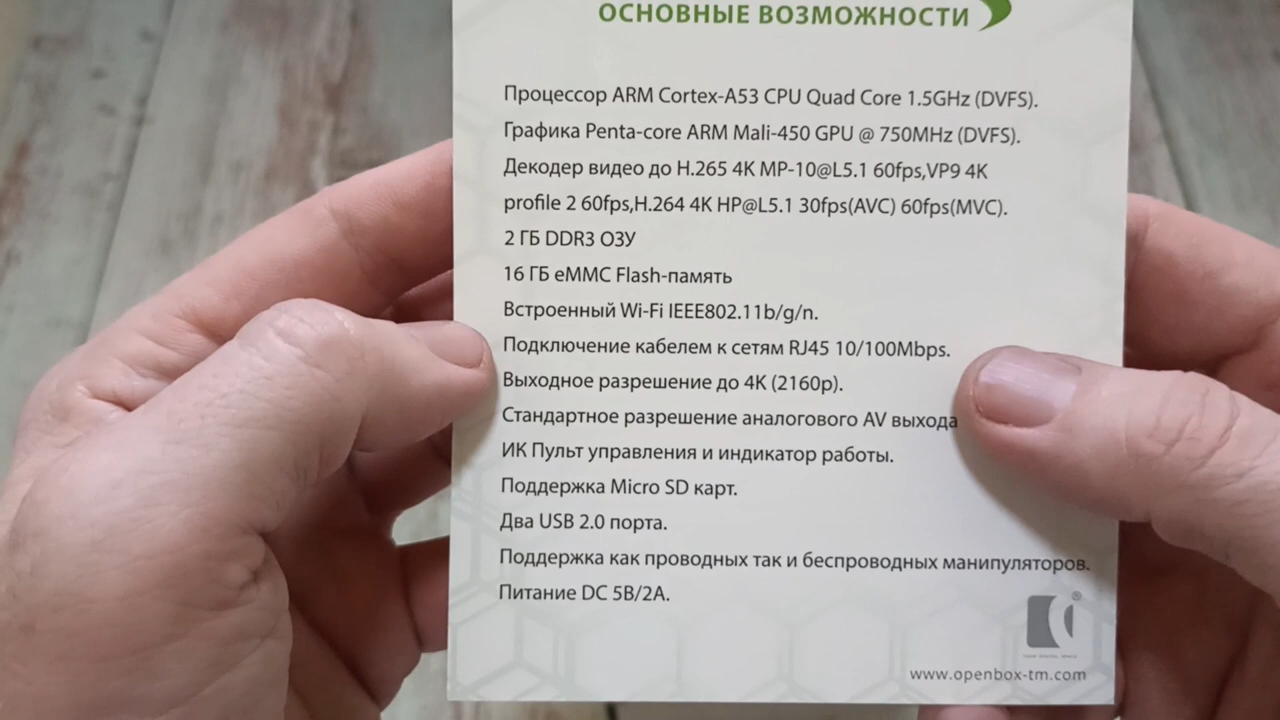 ОСНОВНЫЕ ВОЗМОЖНОСТИ
Процессор ARM Cortex-A53 CPU Quad Core 1.5GHz (DVFS).
Графика Penta-core ARM Mali-450 GPU @ 750MHz (DVFS).
Декодер видео до H.265 4K MP-10@L5.1 60fps,VP9 4K
profile 2 60fps,H.264 4K HP@L5.1 30fps(AVC) 60fps(MVC).
2 ГБ DDR3 ОЗУ
16 ГБ eMMC Flash-память
Встроенный Wi-Fi IEEE802.11b/g/n.
Подключение кабелем к сетям RJ45 10/100Mbps.
Выходное разрешение до 4K (2160p).
Стандартное разрешение аналогового AV выхода
ИК Пульт управления и индикатор работы.
Поддержка Micro SD карт.
Два USB 2.0 порта.
Поддержка как проводных так и беспроводных манипуляторов.
Питание DC 5В/2А.
®
www.openbox-tm.com